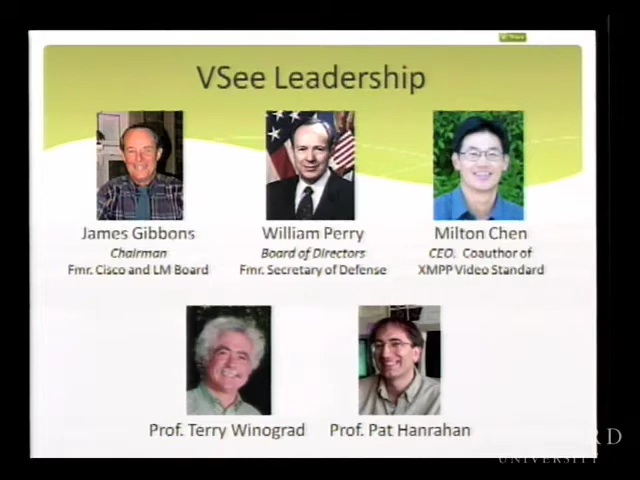 VSee Leadership
James Gibbons
Chairman
Fmr. Cisco and LM Board
William Perry
Board of Directors
Fmr. Secretary of Defense
Milton Chen
CEO. Coauthor of
XMPP Video Standard
Prof. Terry Winograd
Prof. Pat Hanrahan
UNIVERSITY